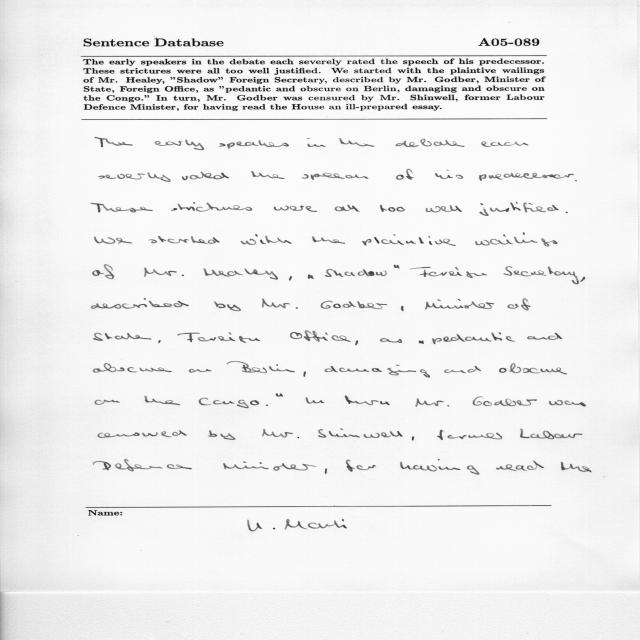 Sentence Database A05-089
The early speakers in the debate each severely rated the speech of his predecessor.
These strictures were all too well justified. We started with the plaintive wailings
of Mr. Healey, "Shadow" Foreign Secretary, described by Mr. Godber, Minister of
State, Foreign Office, as "pedantic and obscure on Berlin, damaging and obscure on
the Congo." In turn, Mr. Godber was censured by Mr. Shinwell, former Labour
Defence Minister, for having read the House an ill-prepared essay.
The early speakers in the debate each
severely rated the speech of his predecessor.
These strictures were all too well justified.
We started with the plaintive wailings
of Mr. Healey, „Shadow" Foreign Secretary,
described by Mr. Godber, Minister of
State, Foreign Office, as „pedantic and
obscure on Berlin, damaging and obscure
on the Congo." In turn Mr. Godber was
censured by Mr. Shinwell, former Labour
Defence Minister, for having read the
Name:
U. Marti